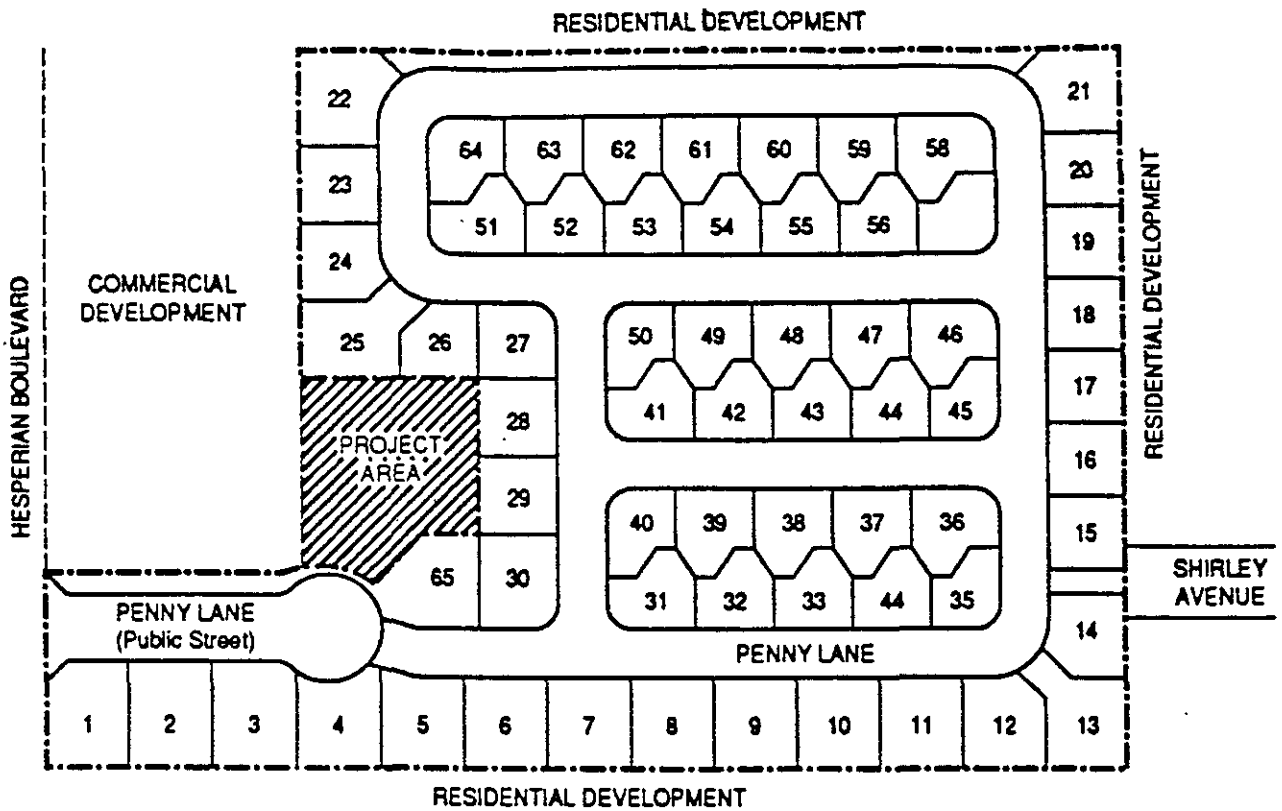 RESIDENTIAL DEVELOPMENT
22
21
64 63 62 61 60 59 58
23
20
51 52 53 54 55 56
19
24
COMMERCIAL
DEVELOPMENT
HESPERIAN BOULEVARD
RESIDENTIAL DEVELOPMENT
18
25 26 27
50 49 48 47 46
17
28
41 42 43 44 45
PROJECT
AREA
16
29
40 39 38 37 36
15
65 30
31 32 33 44 35
SHIRLEY
AVENUE
PENNY LANE
(Public Street)
14
PENNY LANE
1 2 3 4 5 6 7 8 9 10 11 12 13
RESIDENTIAL DEVELOPMENT